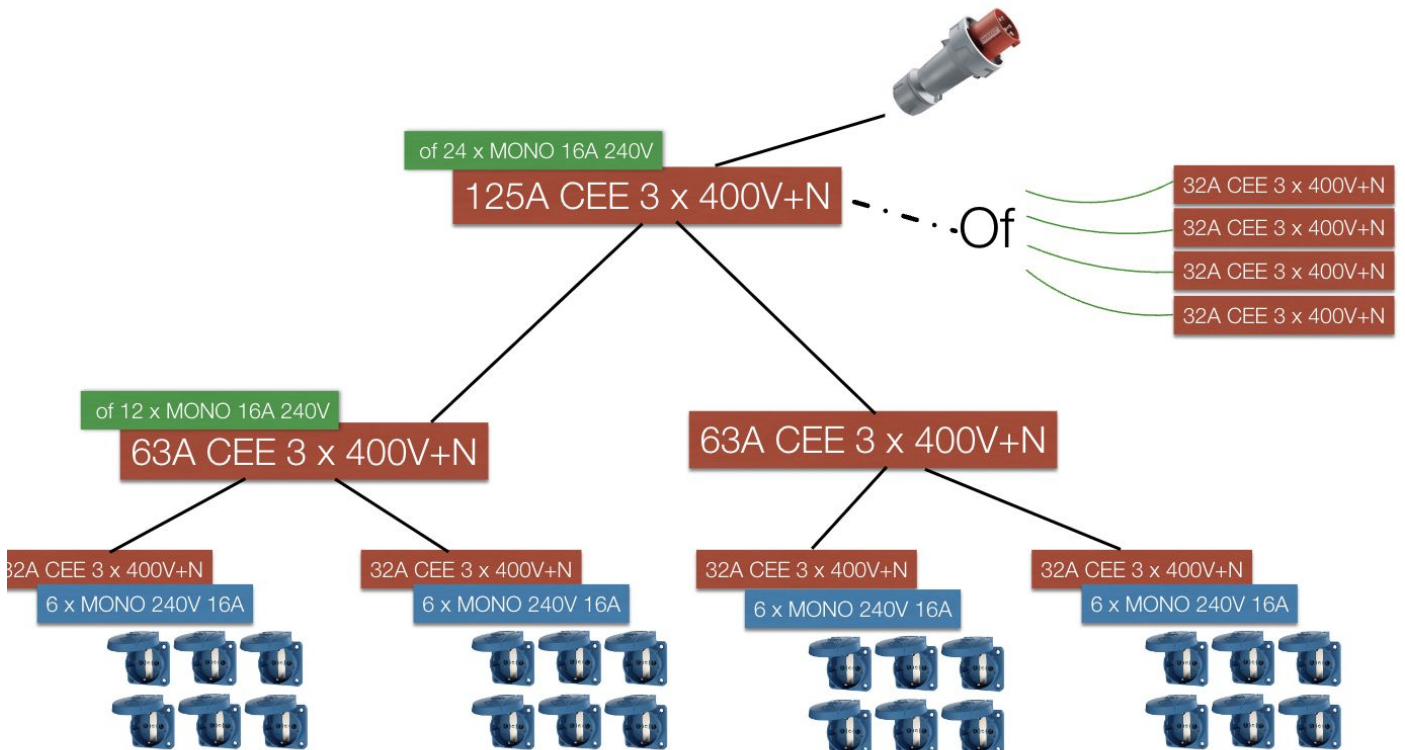 of 24 x MONO 16A 240V
125A CEE 3 x 400V+N
Of
32A CEE 3 x 400V+N
32A CEE 3 x 400V+N
32A CEE 3 x 400V+N
32A CEE 3 x 400V+N
of 12 x MONO 16A 240V
63A CEE 3 x 400V+N
63A CEE 3 x 400V+N
32A CEE 3 x 400V+N
6 x MONO 240V 16A
32A CEE 3 x 400V+N
6 x MONO 240V 16A
32A CEE 3 x 400V+N
6 x MONO 240V 16A
32A CEE 3 x 400V+N
6 x MONO 240V 16A